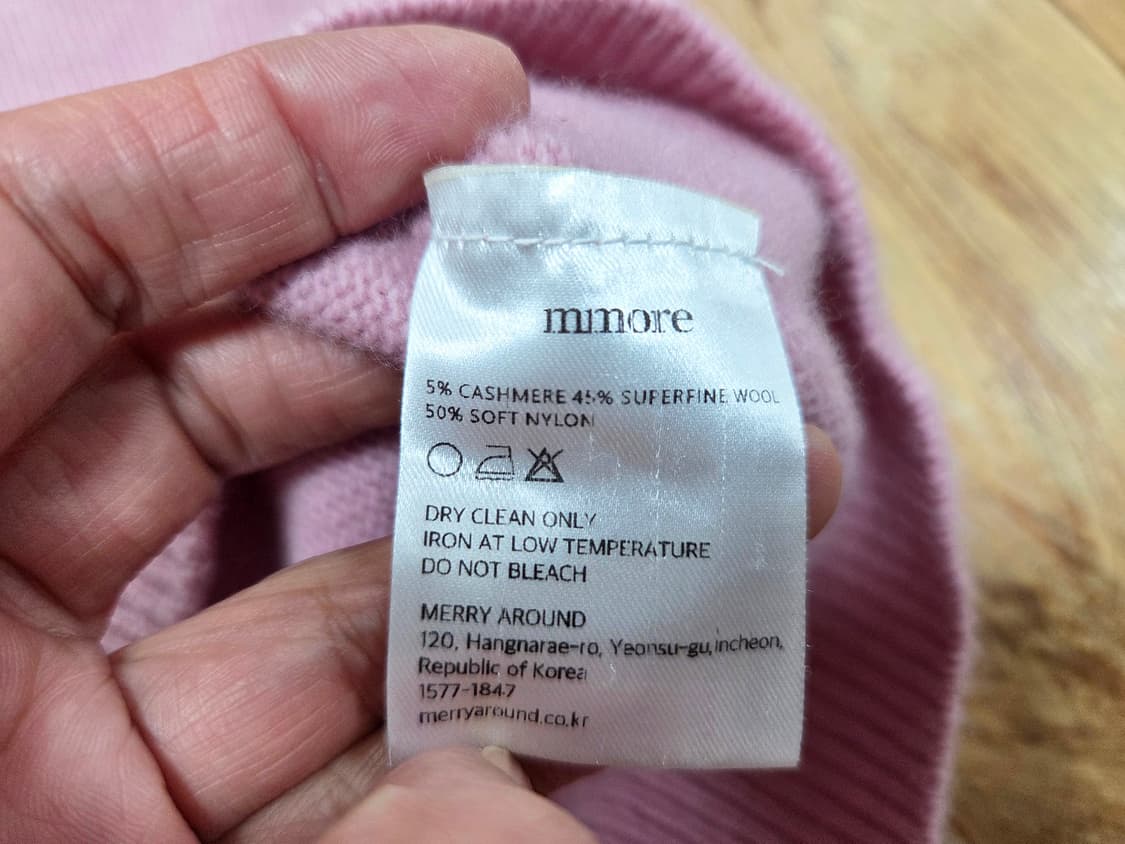 mmore
5% CASHMERE 45% SUPERFINE WOOL
50% SOFT NYLON
DRY CLEAN ONLY
IRON AT LOW TEMPERATURE
DO NOT BLEACH
MERRY AROUND
120, Hangnarae-ro, Yeonsu-gu, incheon,
Republic of Korea
1577-1847
merryaround.co.kr